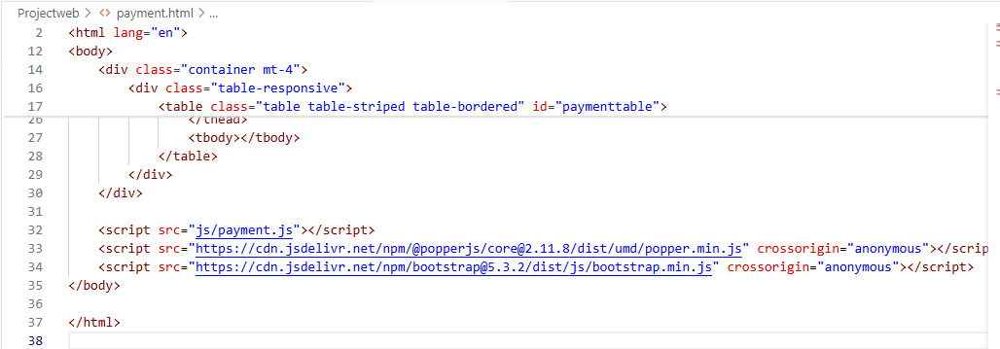 Projectweb > <> payment.html > ...
2 <html lang="en">
12 <body>
14 <div class="container mt-4">
16 <div class="table-responsive">
17 <table class="table table-striped table-bordered" id="paymenttable">
26 </thead>
27 <tbody></tbody>
28 </table>
29 </div>
30 </div>
31
32 <script src="js/payment.js"></script>
33 <script src="https://cdn.jsdelivr.net/npm/@popperjs/core@2.11.8/dist/umd/popper.min.js" crossorigin="anonymous"></scrip
34 <script src="https://cdn.jsdelivr.net/npm/bootstrap@5.3.2/dist/js/bootstrap.min.js" crossorigin="anonymous"></script>
35 </body>
36
37 </html>
38